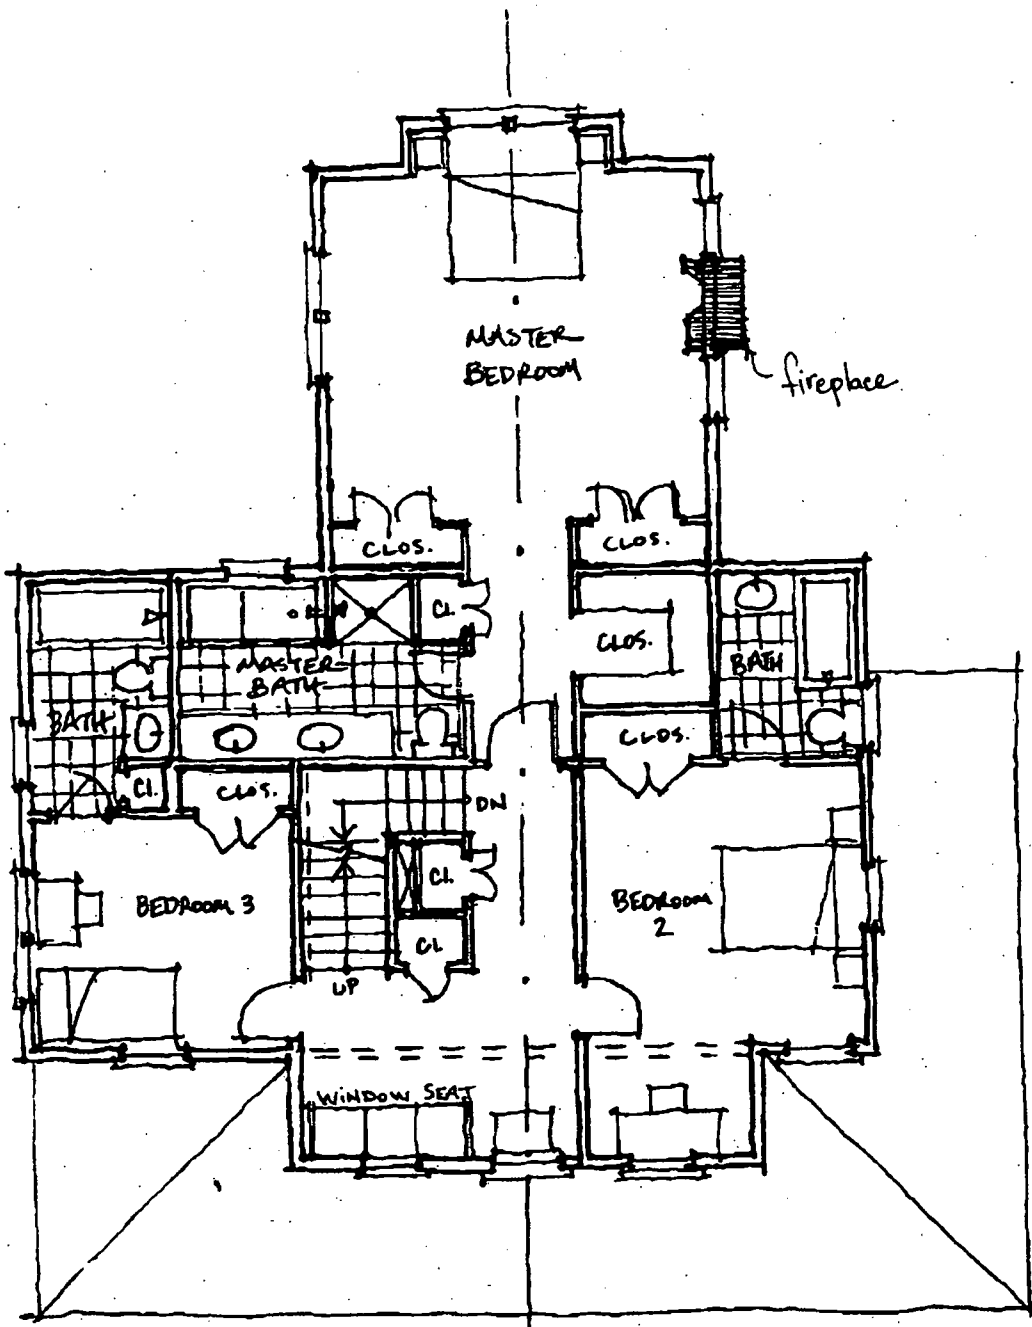 MASTER
BEDROOM
fireplace
CLOS.
CLOS.
CL.
CLOS.
MASTER
BATH
BATH
BATH
CLOS.
CL.
CLOS.
DN
CL.
BEDROOM 3
BEDROOM
2
CL.
UP
WINDOW SEAT